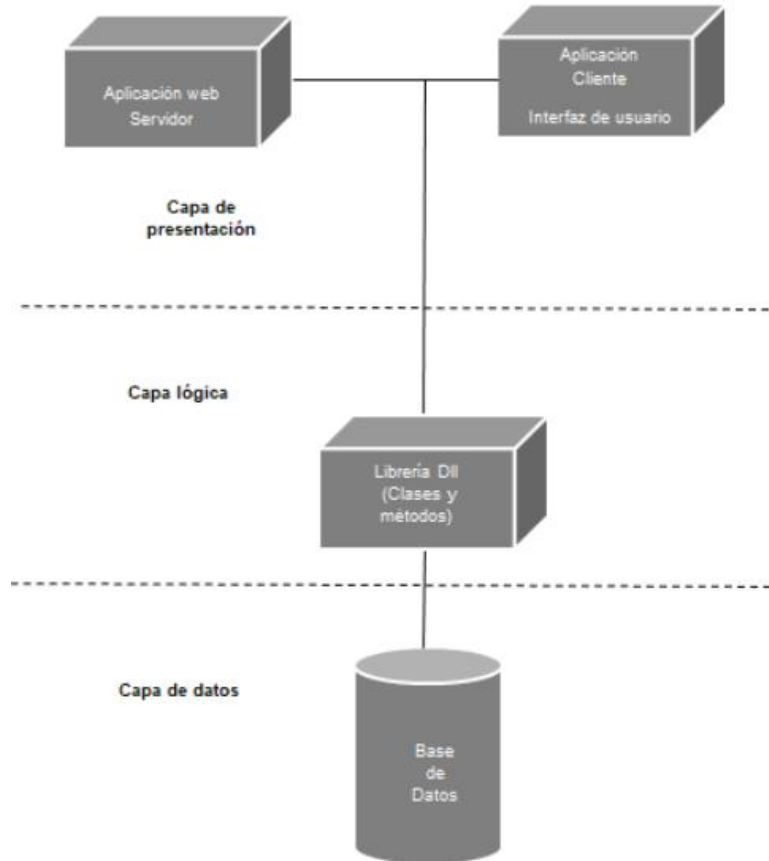 Aplicación web
Servidor
Aplicación
Cliente
Interfaz de usuario
Capa de
presentación
Capa lógica
Librería Dll
(Clases y
métodos)
Capa de datos
Base
de
Datos